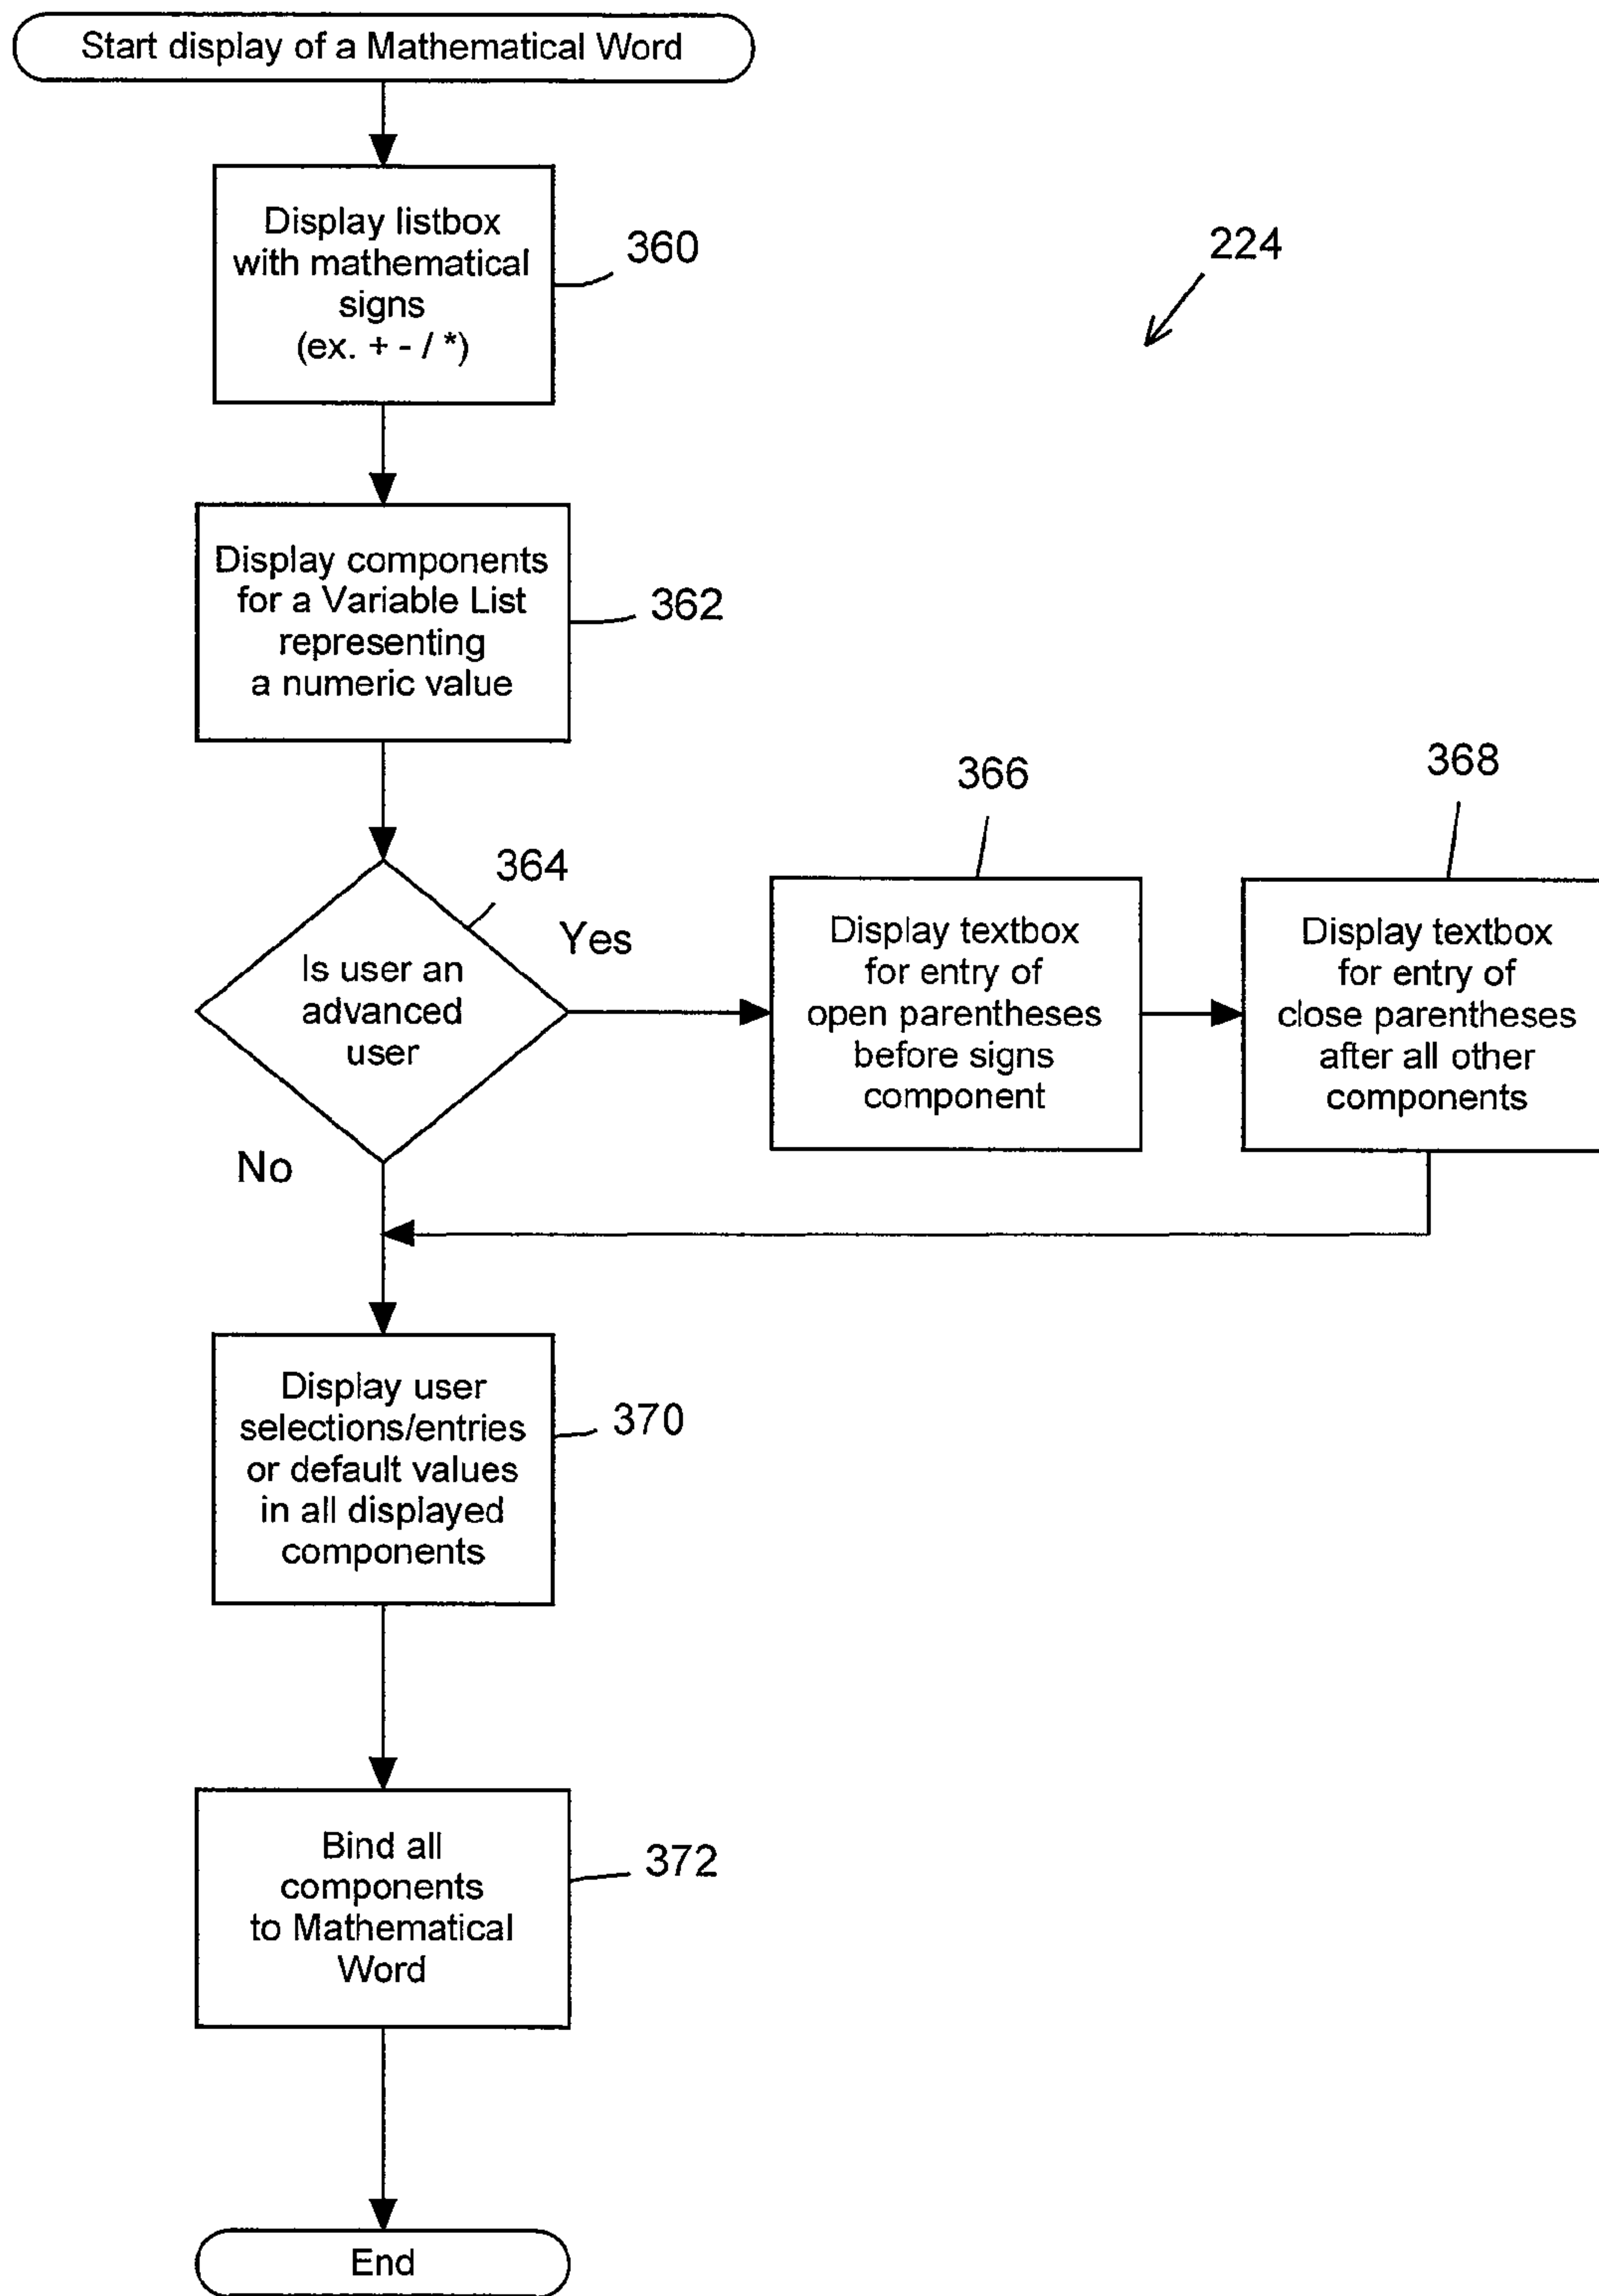 Start display of a Mathematical Word
Display listbox
with mathematical
signs
(ex. + - / *)
360
224
Display components
for a Variable List
representing
a numeric value
362
364
Is user an
advanced
user
Yes
No
366
Display textbox
for entry of
open parentheses
before signs
component
368
Display textbox
for entry of
close parentheses
after all other
components
Display user
selections/entries
or default values
in all displayed
components
370
Bind all
components
to Mathematical
Word
372
End